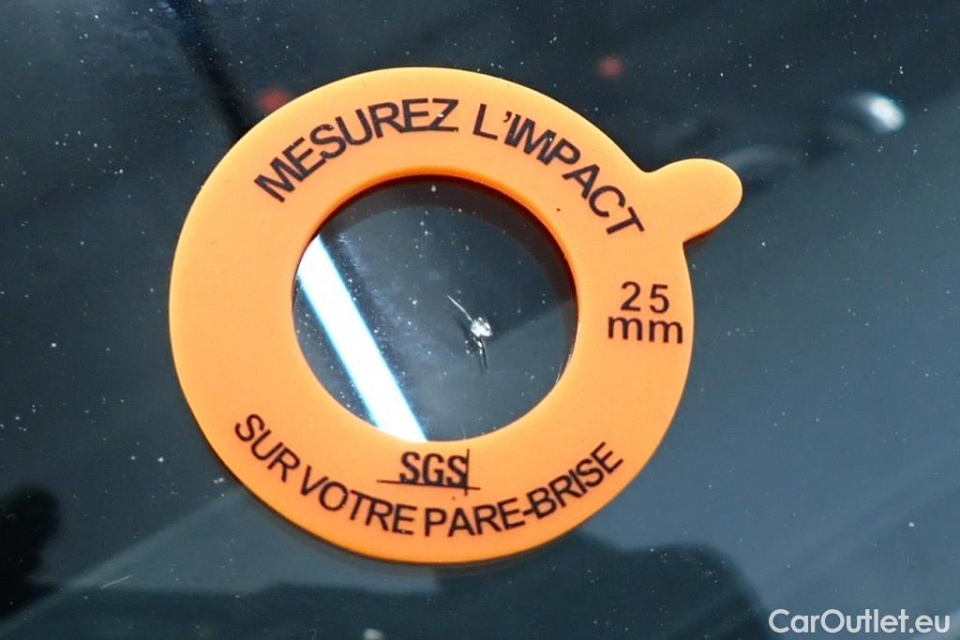 MESUREZ L'IMPACT
25
mm
SGS
SUR VOTRE PARE-BRISE
CarOutlet.eu